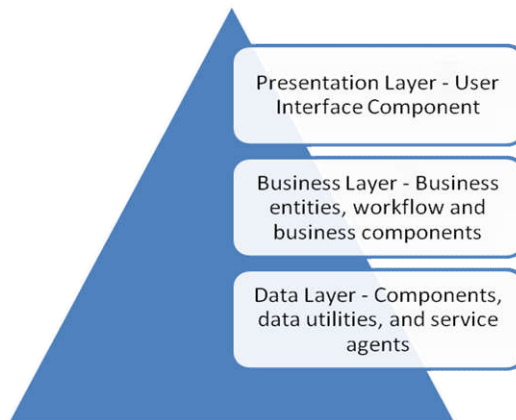 Presentation Layer - User
Interface Component
Business Layer - Business
entities, workflow and
business components
Data Layer - Components,
data utilities, and service
agents